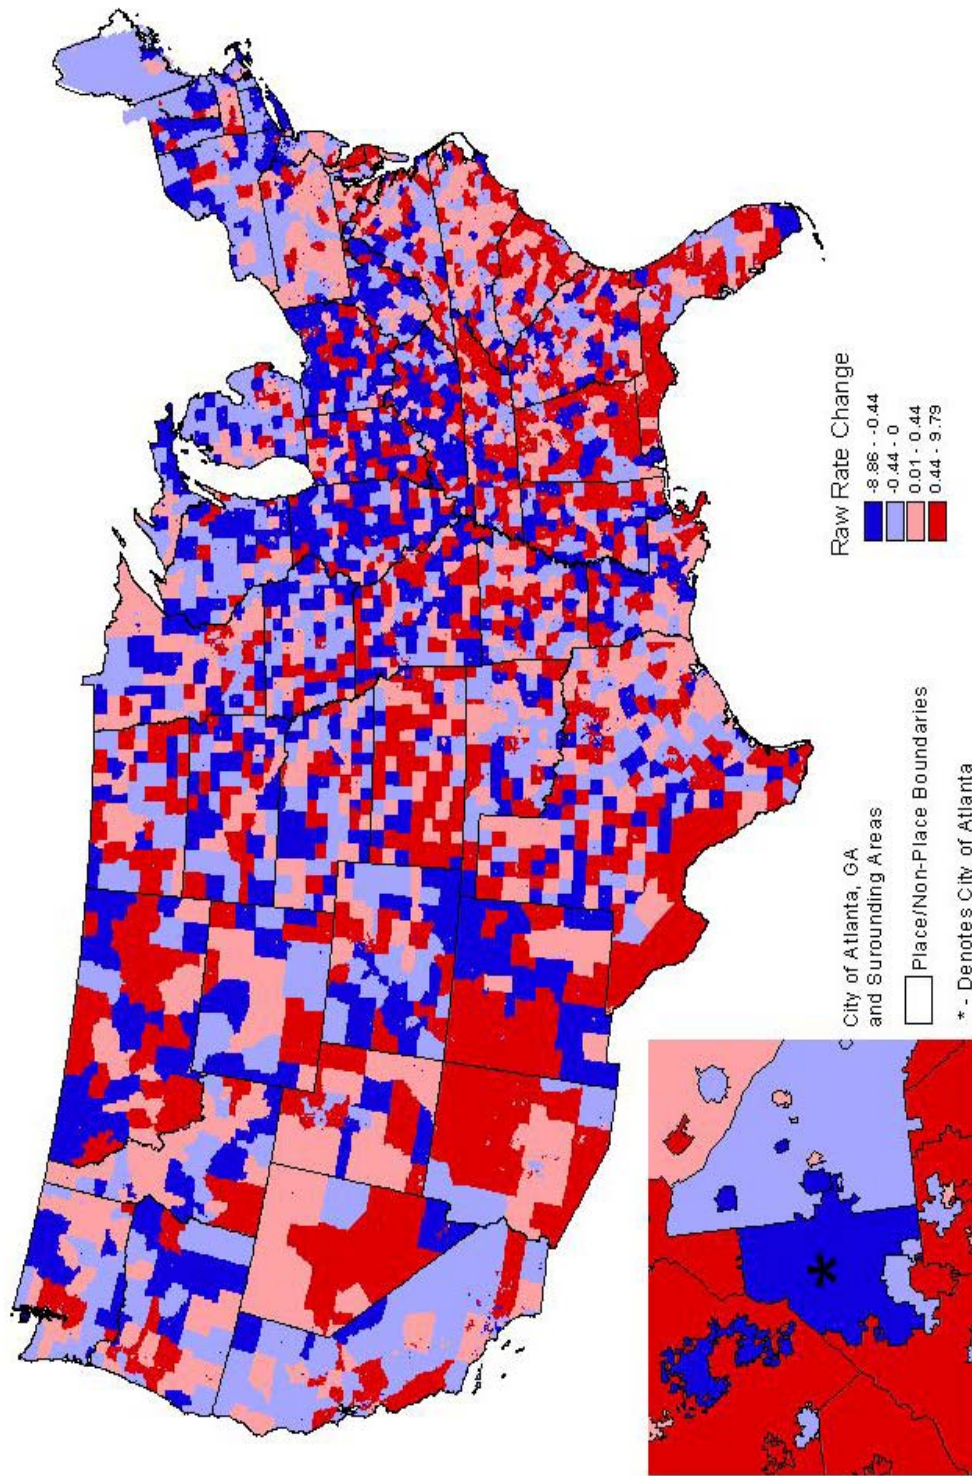 Raw Rate Change
-8.86 - -0.44
-0.44 - 0
0.01 - 0.44
0.44 - 9.79
City of Atlanta, GA
and Surrounding Areas
Place/Non-Place Boundaries
* - Denotes City of Atlanta
*